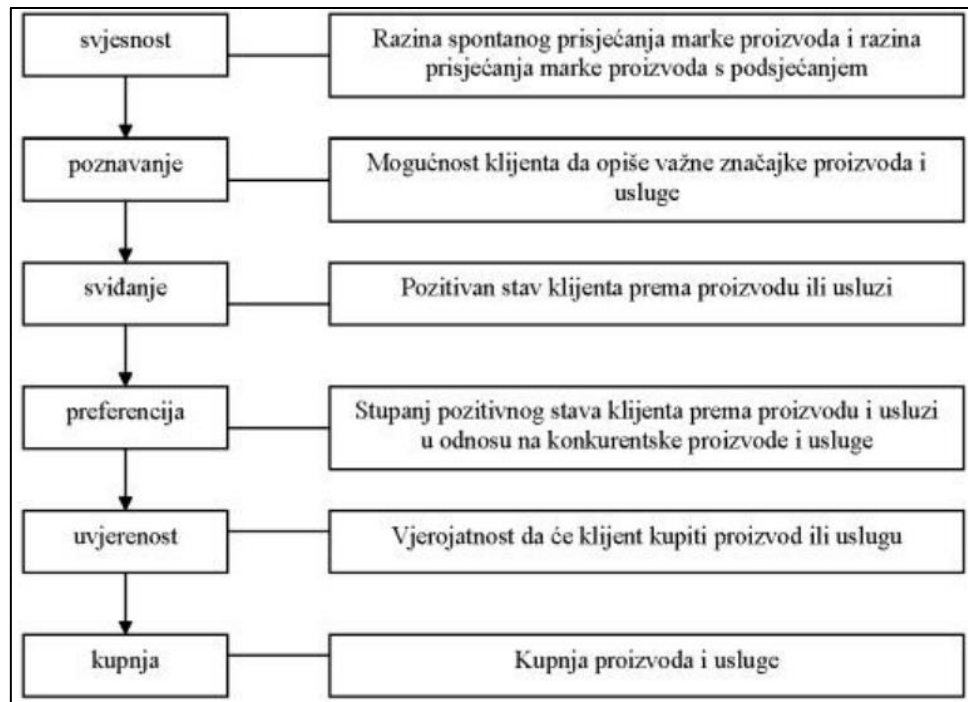 svjesnost
Razina spontanog prisjećanja marke proizvoda i razina
prisjećanja marke proizvoda s podsjećanjem
poznavanje
Mogućnost klijenta da opiše važne značajke proizvoda i
usluge
sviđanje
Pozitivan stav klijenta prema proizvodu ili usluzi
preferencija
Stupanj pozitivnog stava klijenta prema proizvodu i usluzi
u odnosu na konkurentske proizvode i usluge
uvjerenost
Vjerojatnost da će klijent kupiti proizvod ili uslugu
kupnja
Kupnja proizvoda i usluge